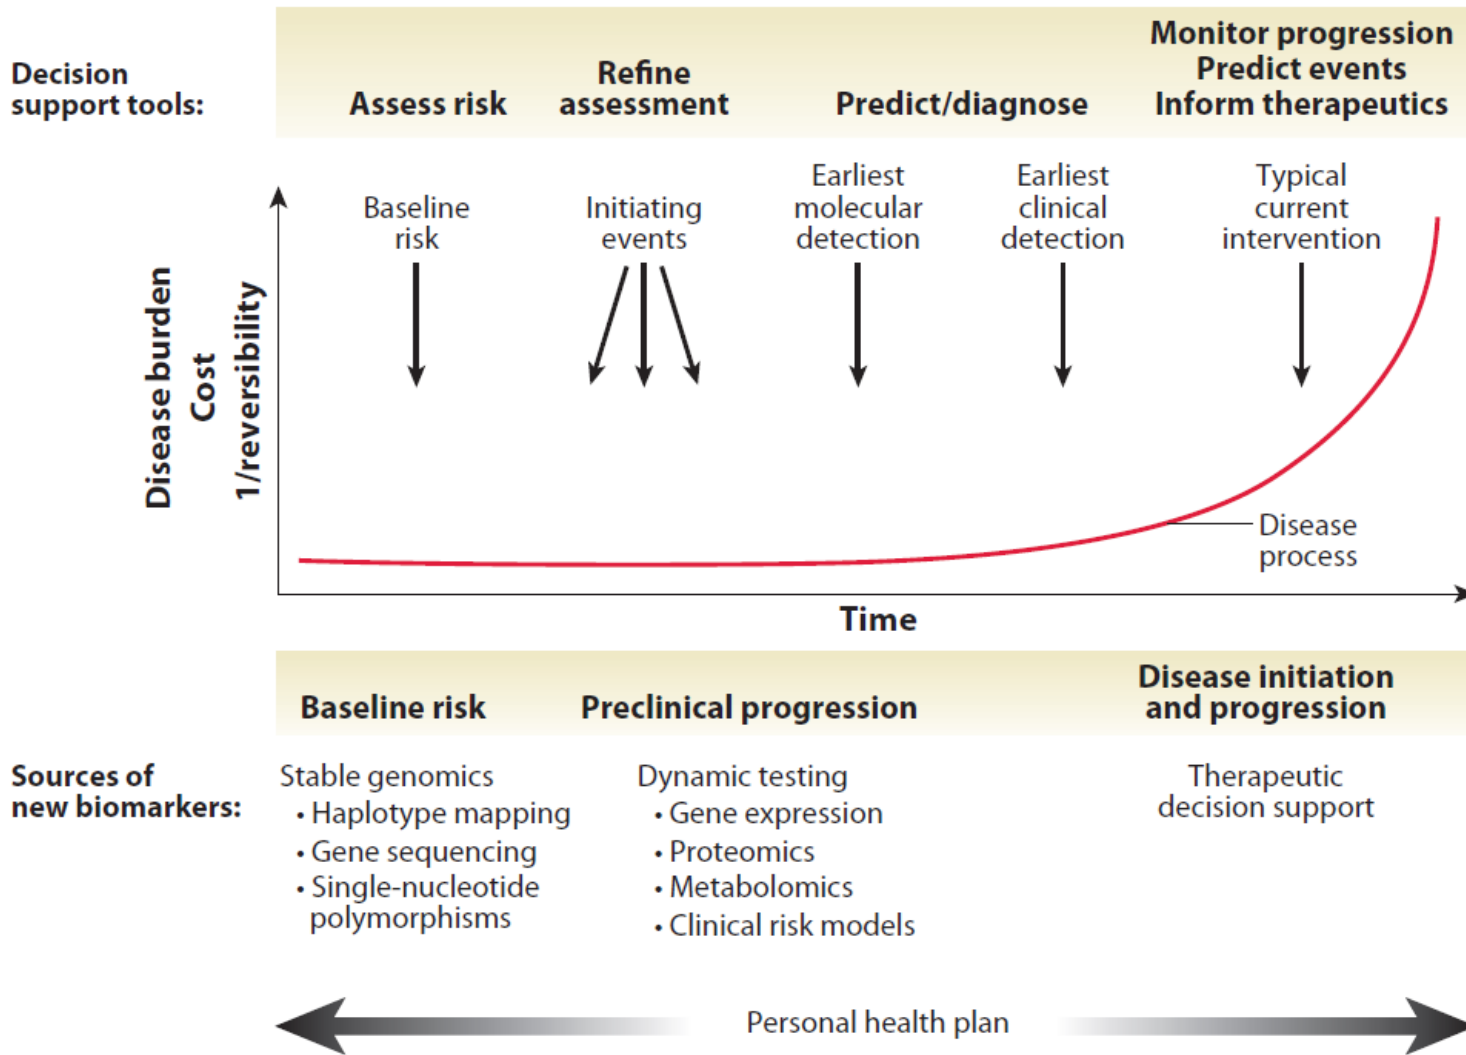 Decision
support tools:
Assess risk
Refine
assessment
Predict/diagnose
Monitor progression
Predict events
Inform therapeutics
Baseline
risk
Initiating
events
Earliest
molecular
detection
Earliest
clinical
detection
Typical
current
intervention
Disease burden
Cost
1/reversibility
Disease
process
Time
Baseline risk
Preclinical progression
Disease initiation
and progression
Sources of
new biomarkers:
Stable genomics
• Haplotype mapping
• Gene sequencing
• Single-nucleotide
polymorphisms
Dynamic testing
• Gene expression
• Proteomics
• Metabolomics
• Clinical risk models
Therapeutic
decision support
Personal health plan